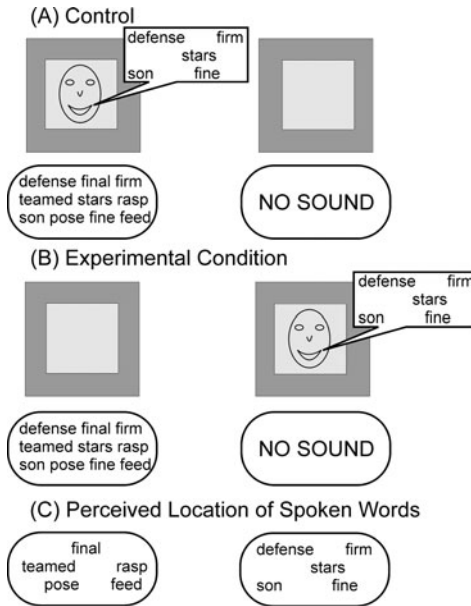 (A) Control
defense firm
stars
son fine
defense final firm
teamed stars rasp
son pose fine feed
NO SOUND
(B) Experimental Condition
defense firm
stars
son fine
defense final firm
teamed stars rasp
son pose fine feed
NO SOUND
(C) Perceived Location of Spoken Words
final
teamed rasp
pose feed
defense firm
stars
son fine